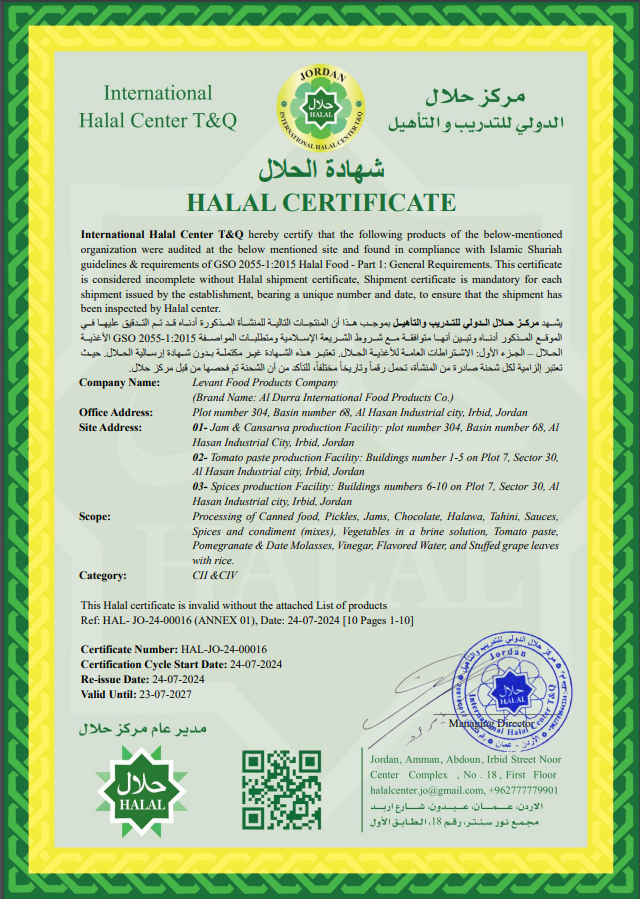 International
Halal Center T&Q
JORDAN
حلال
HALAL
INTERNATIONAL HALAL CENTER T&Q
مركز حلال
الدولي للتدريب و التأهيل
شهادة الحلال
HALAL CERTIFICATE
International Halal Center T&Q hereby certify that the following products of the below-mentioned
organization were audited at the below mentioned site and found in compliance with Islamic Shariah
guidelines & requirements of GSO 2055-1:2015 Halal Food - Part 1: General Requirements. This certificate
is considered incomplete without Halal shipment certificate, Shipment certificate is mandatory for each
shipment issued by the establishment, bearing a unique number and date, to ensure that the shipment has
been inspected by Halal center.
يشهد مركز حلال الدولي للتدريب والتأهيل بموجب هذا أن المنتجات التالية للمنشأة المذكورة أدناه قد تم التدقيق عليها في
الموقع المذكور أدناه وتبين أنها متوافقة مع شروط الشريعة الإسلامية ومتطلبات المواصفة GSO 2055-1:2015 الأغذية
الحلال – الجزء الأول: الاشتراطات العامة للأغذية الحلال. تعتبر هذه الشهادة غير مكتملة بدون شهادة إرسالية الحلال. حيث
تعتبر إلزامية لكل شحنة صادرة من المنشأة، تحمل رقماً وتاريخاً مختلفاً، للتأكد من أن الشحنة تم فحصها من قبل مركز حلال.
Company Name: Levant Food Products Company
(Brand Name: Al Durra International Food Products Co.)
Office Address: Plot number 304, Basin number 68, Al Hasan Industrial city, Irbid, Jordan
Site Address: 01- Jam & Cansarwa production Facility: plot number 304, Basin number 68, Al
Hasan Industrial City, Irbid, Jordan
02- Tomato paste production Facility: Buildings number 1-5 on Plot 7, Sector 30,
Al Hasan Industrial city, Irbid, Jordan
03- Spices production Facility: Buildings numbers 6-10 on Plot 7, Sector 30, Al
Hasan Industrial city, Irbid, Jordan
Scope: Processing of Canned food, Pickles, Jams, Chocolate, Halawa, Tahini, Sauces,
Spices and condiment (mixes), Vegetables in a brine solution, Tomato paste,
Pomegranate & Date Molasses, Vinegar, Flavored Water, and Stuffed grape leaves
with rice.
Category: CII &CIV
This Halal certificate is invalid without the attached List of products
Ref: HAL- JO-24-00016 (ANNEX 01), Date: 24-07-2024 [10 Pages 1-10]
Certificate Number: HAL-JO-24-00016
Certification Cycle Start Date: 24-07-2024
Re-issue Date: 24-07-2024
Valid Until: 23-07-2027
مركز حلال الدولي للتدريب والتأهيل
Jordan
حلال
HALAL
International Halal Center T&Q
الأردن - عمان
Managing Director
مدير عام مركز حلال
حلال
HALAL
Jordan, Amman, Abdoun, Irbid Street Noor
Center Complex , No . 18 , First Floor
halalcenter.jo@gmail.com, +962777779901
الاردن، عمان، عبدون، شارع اربد
مجمع نور سنتر، رقم 18، الطابق الأول